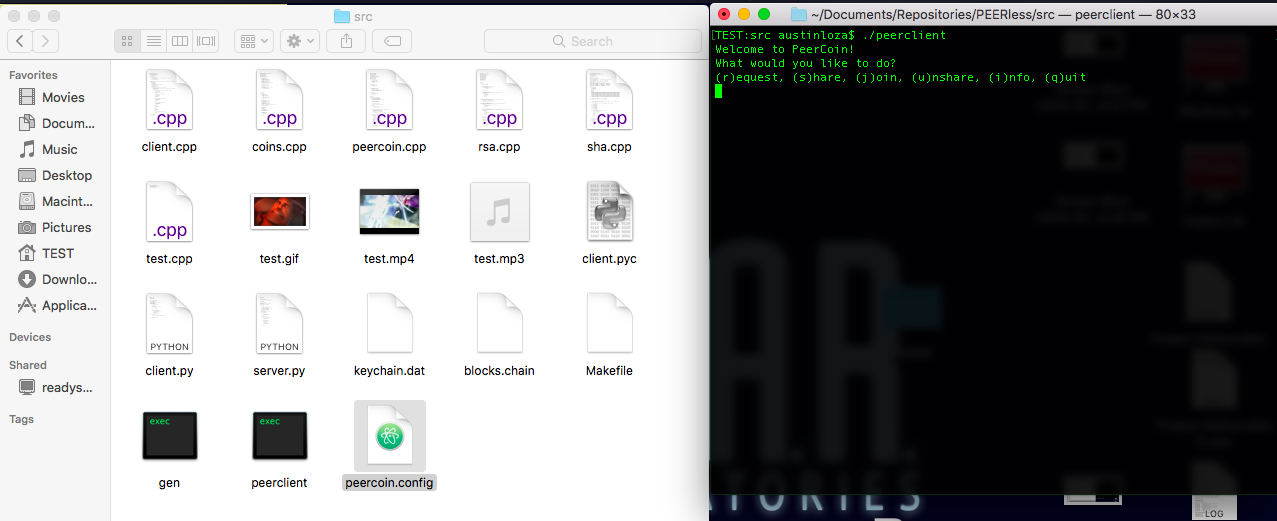 src
Search
Favorites
Movies
Docum...
Music
Desktop
Macint...
Pictures
TEST
Downlo...
Applica...
Devices
Shared
readys...
Tags
.cpp
.cpp
.cpp
.cpp
.cpp
client.cpp
coins.cpp
peercoin.cpp
rsa.cpp
sha.cpp
.cpp
test.cpp
test.gif
test.mp4
test.mp3
client.pyc
PYTHON
PYTHON
client.py
server.py
keychain.dat
blocks.chain
Makefile
exec
exec
gen
peerclient
peercoin.config
~/Documents/Repositories/PEERless/src — peerclient — 80×33
[TEST:src austinloza$ ./peerclient
Welcome to PeerCoin!
What would you like to do?
(r)equest, (s)hare, (j)oin, (u)nshare, (i)nfo, (q)uit
A.R.
ATORIES
LOG